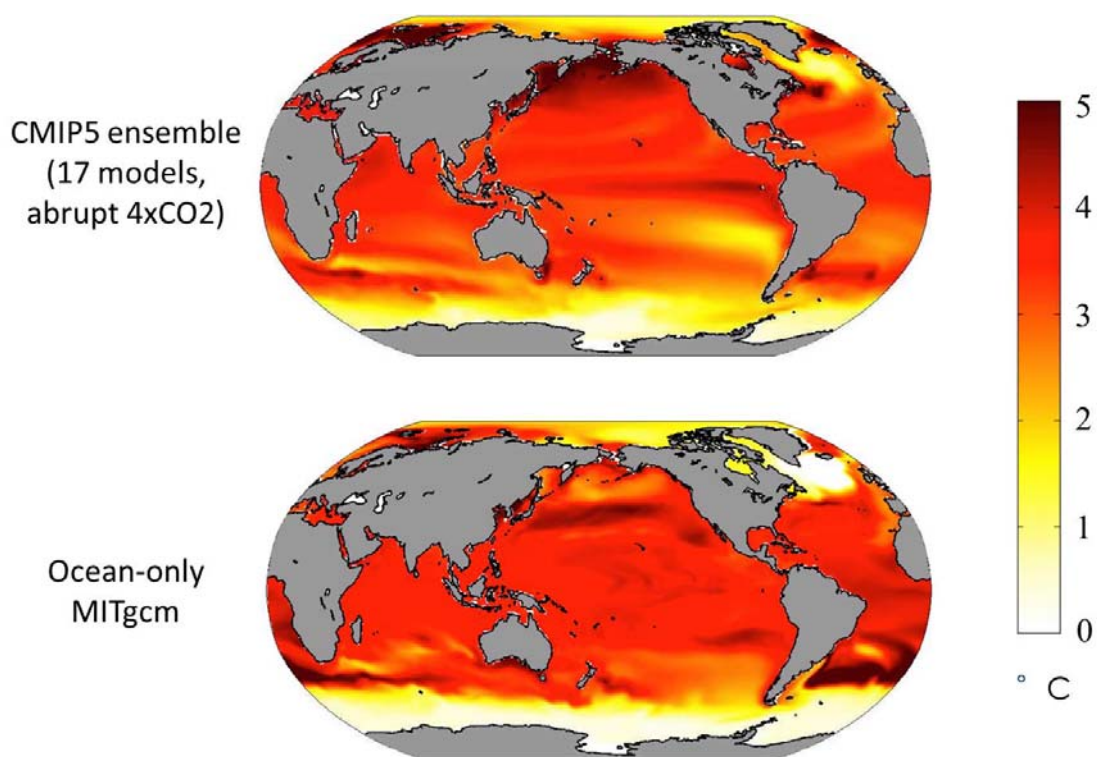 CMIP5 ensemble
(17 models,
abrupt 4xCO2)
5
4
3
2
1
0
° C
Ocean-only
MITgcm